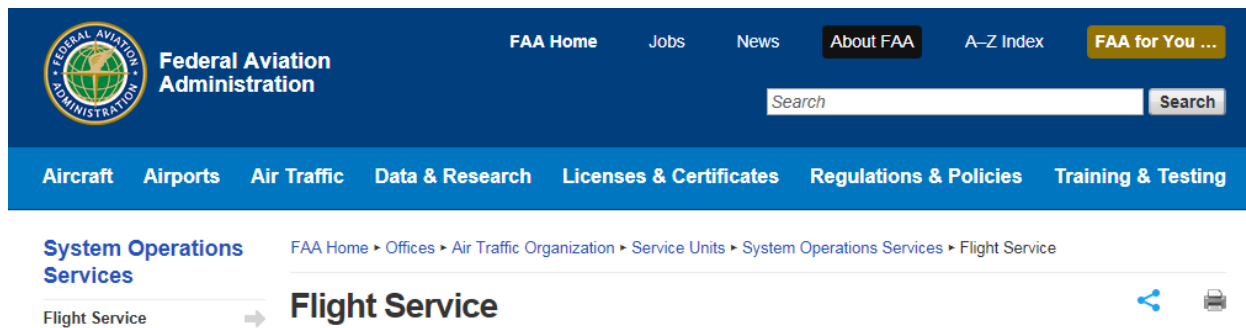 FEDERAL AVIATION
ADMINISTRATION
Federal Aviation
Administration
FAA Home Jobs News About FAA A–Z Index FAA for You ...
Search Search
Aircraft Airports Air Traffic Data & Research Licenses & Certificates Regulations & Policies Training & Testing
System Operations
Services
Flight Service
FAA Home ▸ Offices ▸ Air Traffic Organization ▸ Service Units ▸ System Operations Services ▸ Flight Service
Flight Service